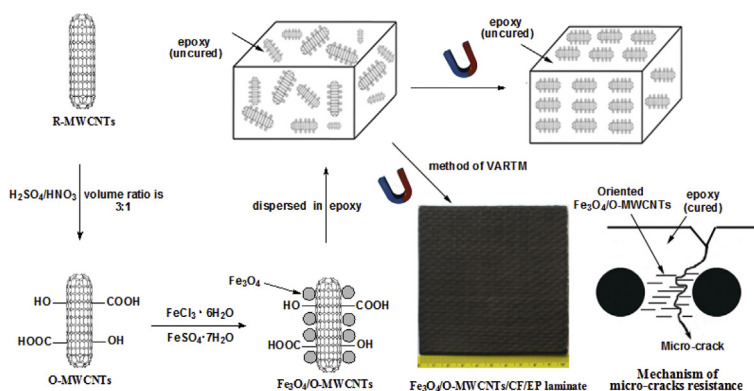 epoxy
(uncured)
epoxy
(uncured)
R-MWCNTs
method of VARTM
H₂SO₄/HNO₃ volume ratio is
3:1
dispersed in epoxy
Oriented
Fe₃O₄/O-MWCNTs
epoxy
(cured)
Fe₃O₄
HO
COOH
HOOC
OH
FeCl₃· 6H₂O
FeSO₄·7H₂O
HO
COOH
HOOC
OH
Micro-crack
O-MWCNTs
Fe₃O₄/O-MWCNTs
Fe₃O₄/O-MWCNTs/CF/EP laminate
Mechanism of
micro-cracks resistance